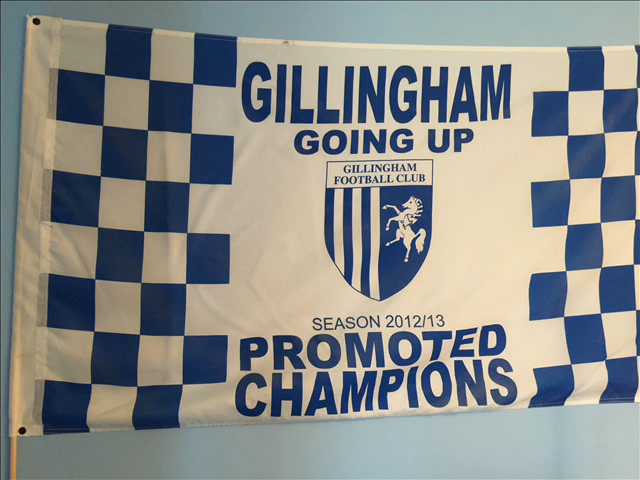 GILLINGHAM
GOING UP
GILLINGHAM
FOOTBALL CLUB
SEASON 2012/13
PROMOTED
CHAMPIONS